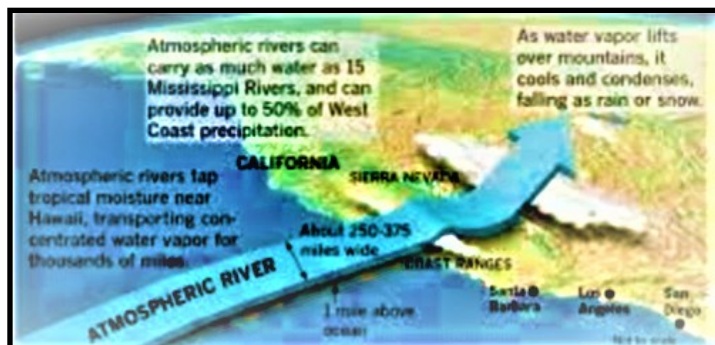 Atmospheric rivers can
carry as much water as 15
Mississippi Rivers, and can
provide up to 50% of West
Coast precipitation.
As water vapor lifts
over mountains, it
cools and condenses,
falling as rain or snow.
CALIFORNIA
SIERRA NEVADA
Atmospheric rivers tap
tropical moisture near
Hawaii, transporting con-
centrated water vapor for
thousands of miles.
About 250-375
miles wide
ATMOSPHERIC RIVER
COAST RANGES
1 mile above
ocean
Santa
Barbara
Los
Angeles
San
Diego
Not to scale